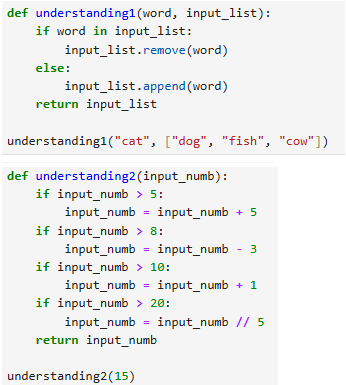 def understanding1(word, input_list):
    if word in input_list:
        input_list.remove(word)
    else:
        input_list.append(word)
    return input_list

understanding1("cat", ["dog", "fish", "cow"])

def understanding2(input_numb):
    if input_numb > 5:
        input_numb = input_numb + 5
    if input_numb > 8:
        input_numb = input_numb - 3
    if input_numb > 10:
        input_numb = input_numb + 1
    if input_numb > 20:
        input_numb = input_numb // 5
    return input_numb

understanding2(15)